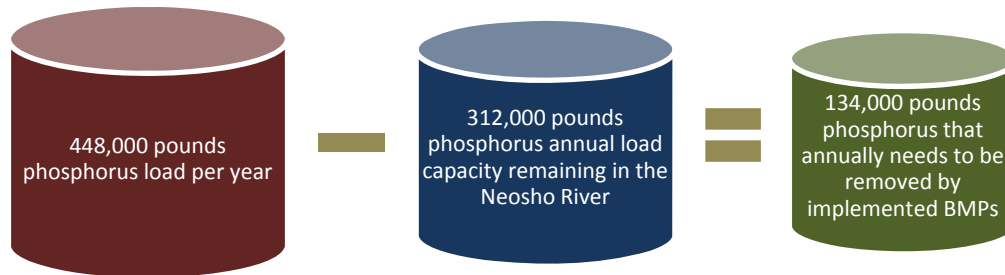 448,000 pounds
phosphorus load per year
312,000 pounds
phosphorus annual load
capacity remaining in the
Neosho River
134,000 pounds
phosphorus that
annually needs to be
removed by
implemented BMPs